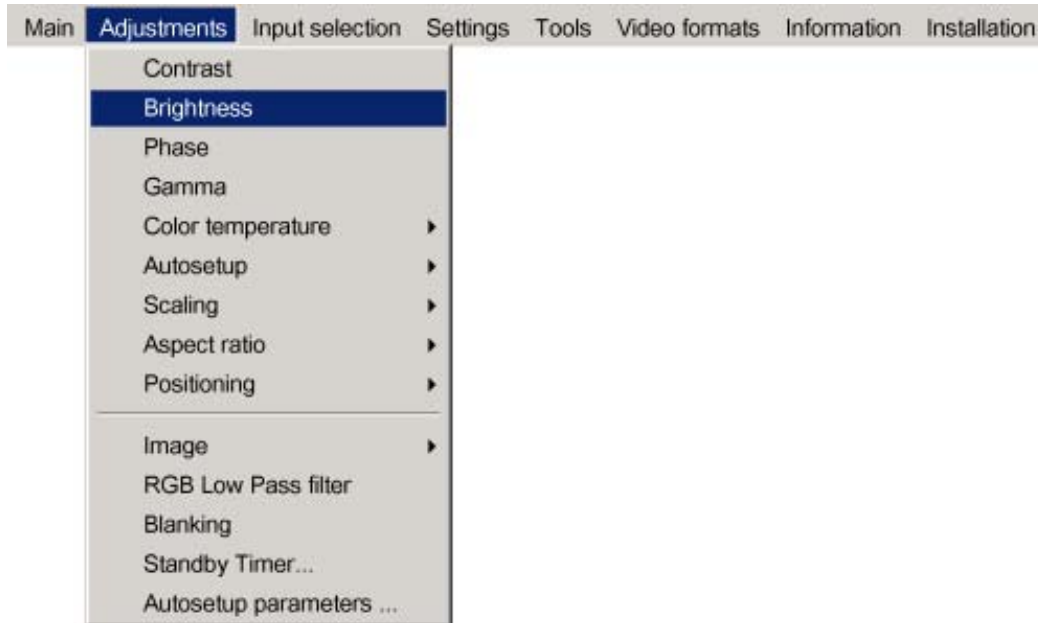 Main Adjustments Input selection Settings Tools Video formats Information Installation
Contrast
Brightness
Phase
Gamma
Color temperature
Autosetup
Scaling
Aspect ratio
Positioning
Image
RGB Low Pass filter
Blanking
Standby Timer...
Autosetup parameters ...